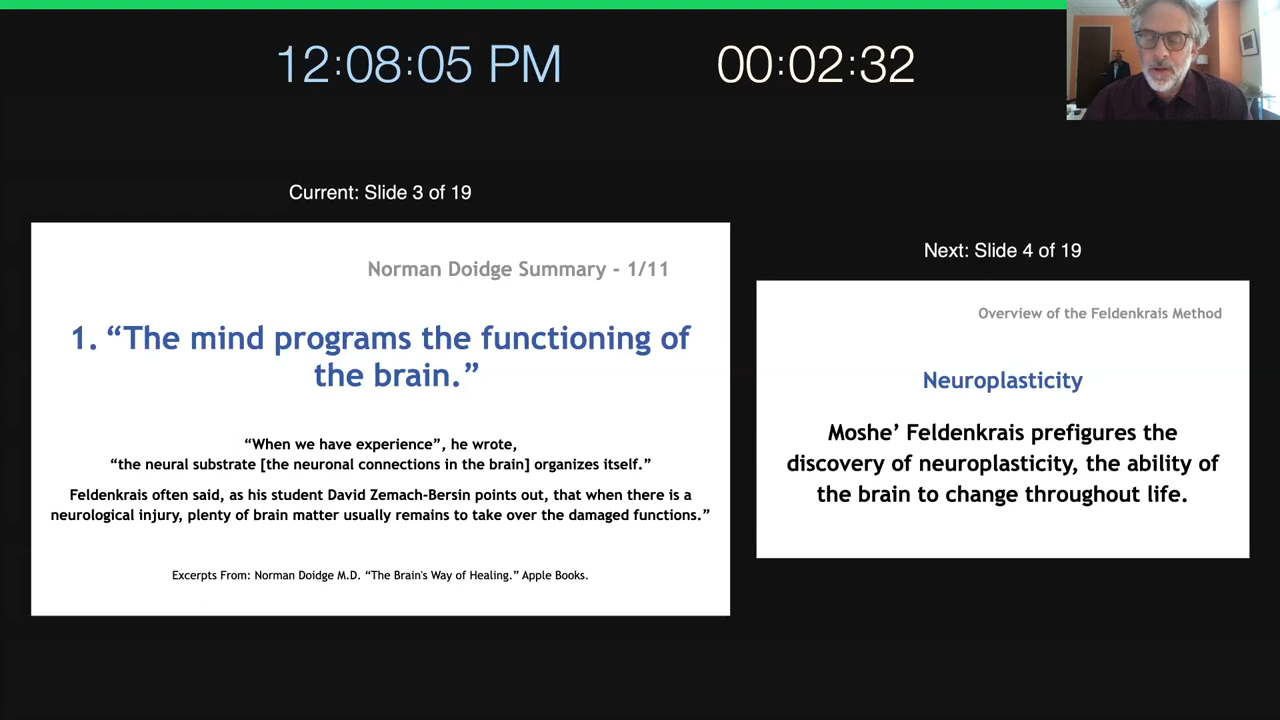 12:08:05 PM
00:02:32
Current: Slide 3 of 19
Norman Doidge Summary - 1/11
1. “The mind programs the functioning of
the brain.”
“When we have experience”, he wrote,
“the neural substrate [the neuronal connections in the brain] organizes itself.”
Feldenkrais often said, as his student David Zemach-Bersin points out, that when there is a
neurological injury, plenty of brain matter usually remains to take over the damaged functions.”
Excerpts From: Norman Doidge M.D. “The Brain's Way of Healing.” Apple Books.
Next: Slide 4 of 19
Overview of the Feldenkrais Method
Neuroplasticity
Moshe’ Feldenkrais prefigures the
discovery of neuroplasticity, the ability of
the brain to change throughout life.